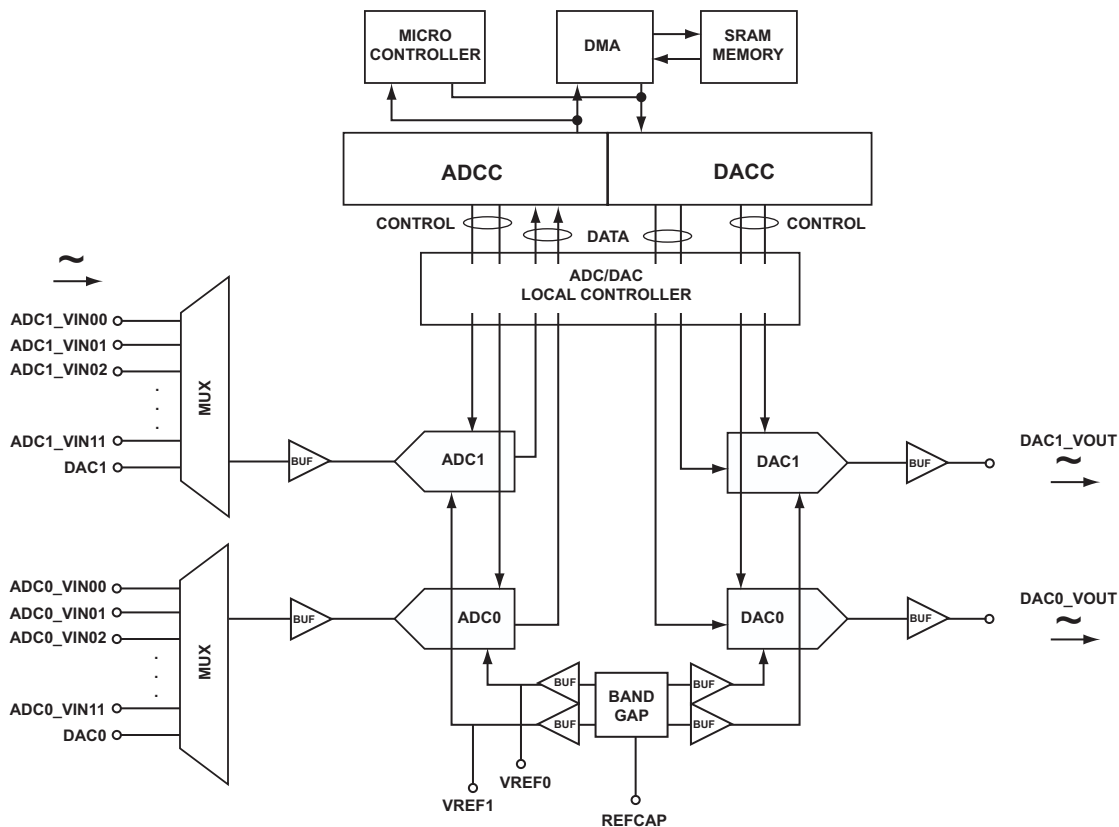 MICRO
CONTROLLER
DMA
SRAM
MEMORY
ADCC
DACC
CONTROL
DATA
CONTROL
ADC/DAC
LOCAL CONTROLLER
~
ADC1_VIN00
ADC1_VIN01
ADC1_VIN02
.
.
.
ADC1_VIN11
DAC1
MUX
BUF
ADC1
DAC1
BUF
DAC1_VOUT
~
ADC0_VIN00
ADC0_VIN01
ADC0_VIN02
.
.
.
ADC0_VIN11
DAC0
MUX
BUF
ADC0
DAC0
BUF
DAC0_VOUT
~
BUF
BUF
BAND
GAP
BUF
BUF
VREF0
VREF1
REFCAP